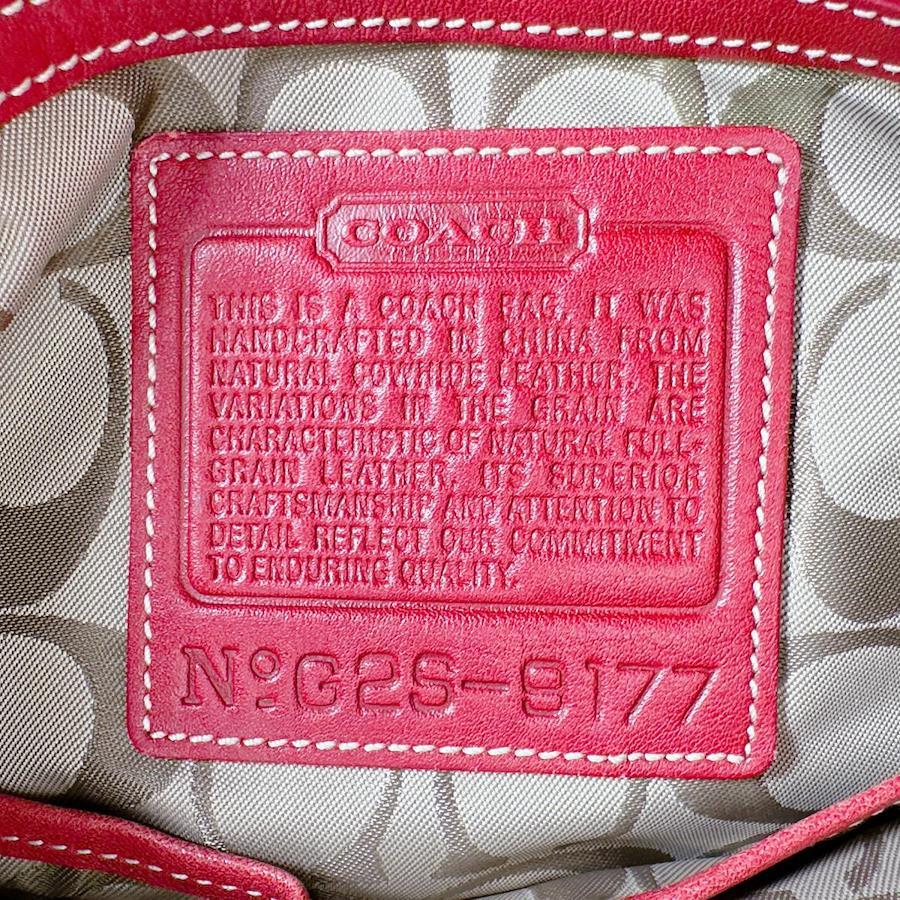 COACH
THIS IS A COACH BAG. IT WAS
HANDCRAFTED IN CHINA FROM
NATURAL COWHIDE LEATHER. THE
VARIATIONS IN THE GRAIN ARE
CHARACTERISTIC OF NATURAL FULL-
GRAIN LEATHER. ITS SUPERIOR
CRAFTSMANSHIP AND ATTENTION TO
DETAIL REFLECT OUR COMMITMENT
TO ENDURING QUALITY.
Nº G2S-9177